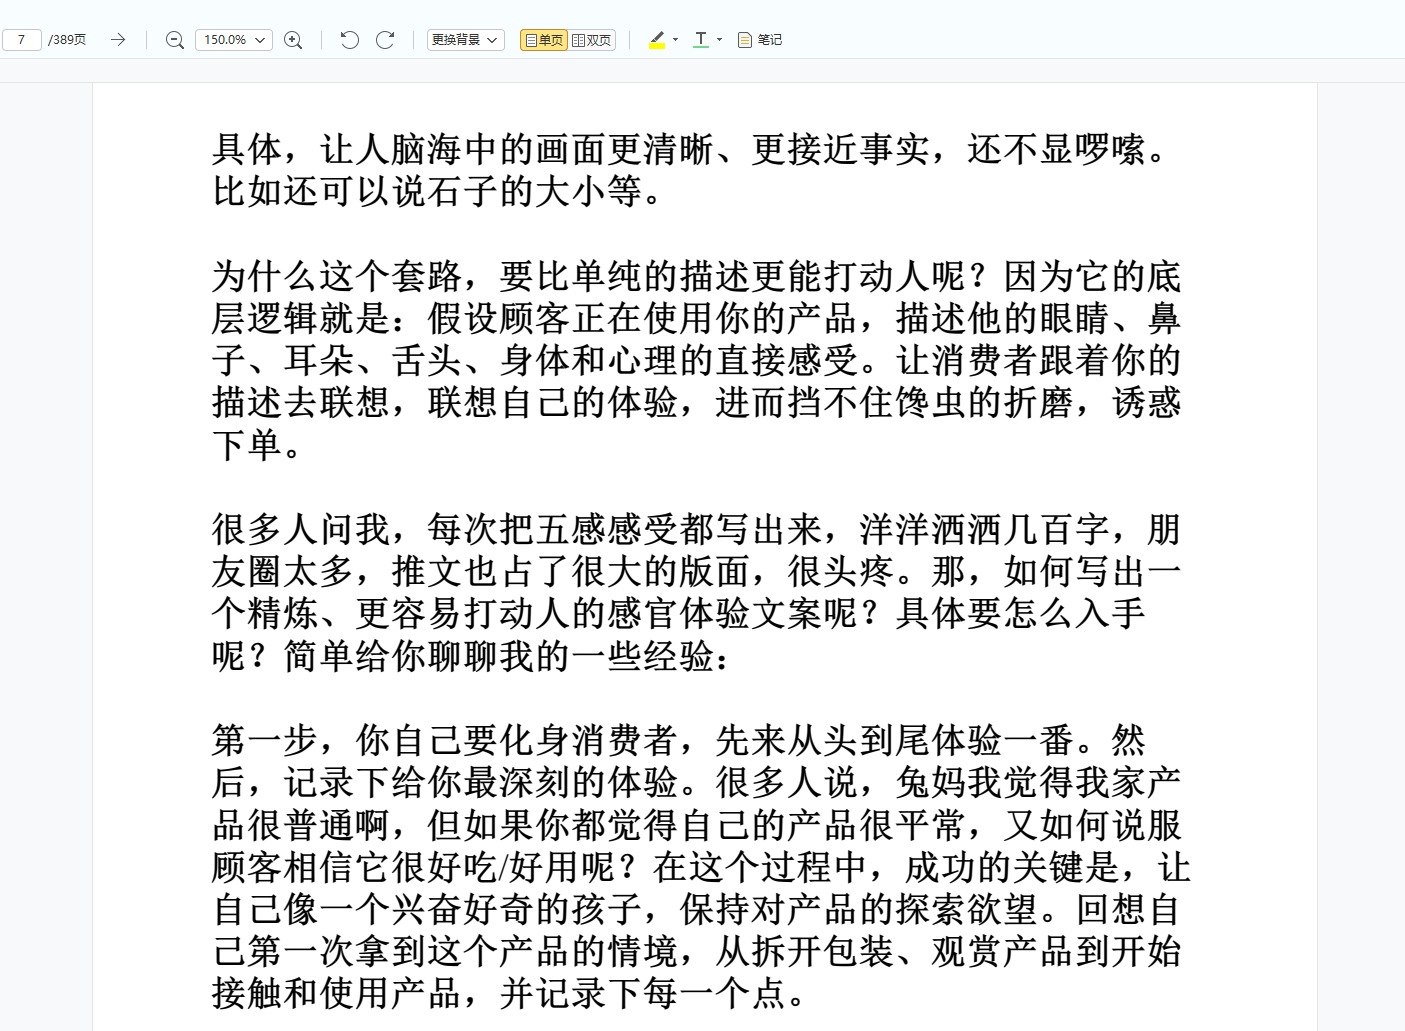 7 /389页 150.0% 更换背景 单页 双页 T 笔记
具体，让人脑海中的画面更清晰、更接近事实，还不显啰嗦。
比如还可以说石子的大小等。
为什么这个套路，要比单纯的描述更能打动人呢？因为它的底
层逻辑就是：假设顾客正在使用你的产品，描述他的眼睛、鼻
子、耳朵、舌头、身体和心理的直接感受。让消费者跟着你的
描述去联想，联想自己的体验，进而挡不住馋虫的折磨，诱惑
下单。
很多人问我，每次把五感感受都写出来，洋洋洒洒几百字，朋
友圈太多，推文也占了很大的版面，很头疼。那，如何写出一
个精炼、更容易打动人的感官体验文案呢？具体要怎么入手
呢？简单给你聊聊我的一些经验：
第一步，你自己要化身消费者，先来从头到尾体验一番。然
后，记录下给你最深刻的体验。很多人说，兔妈我觉得我家产
品很普通啊，但如果你都觉得自己的产品很平常，又如何说服
顾客相信它很好吃/好用呢？在这个过程中，成功的关键是，让
自己像一个兴奋好奇的孩子，保持对产品的探索欲望。回想自
己第一次拿到这个产品的情境，从拆开包装、观赏产品到开始
接触和使用产品，并记录下每一个点。